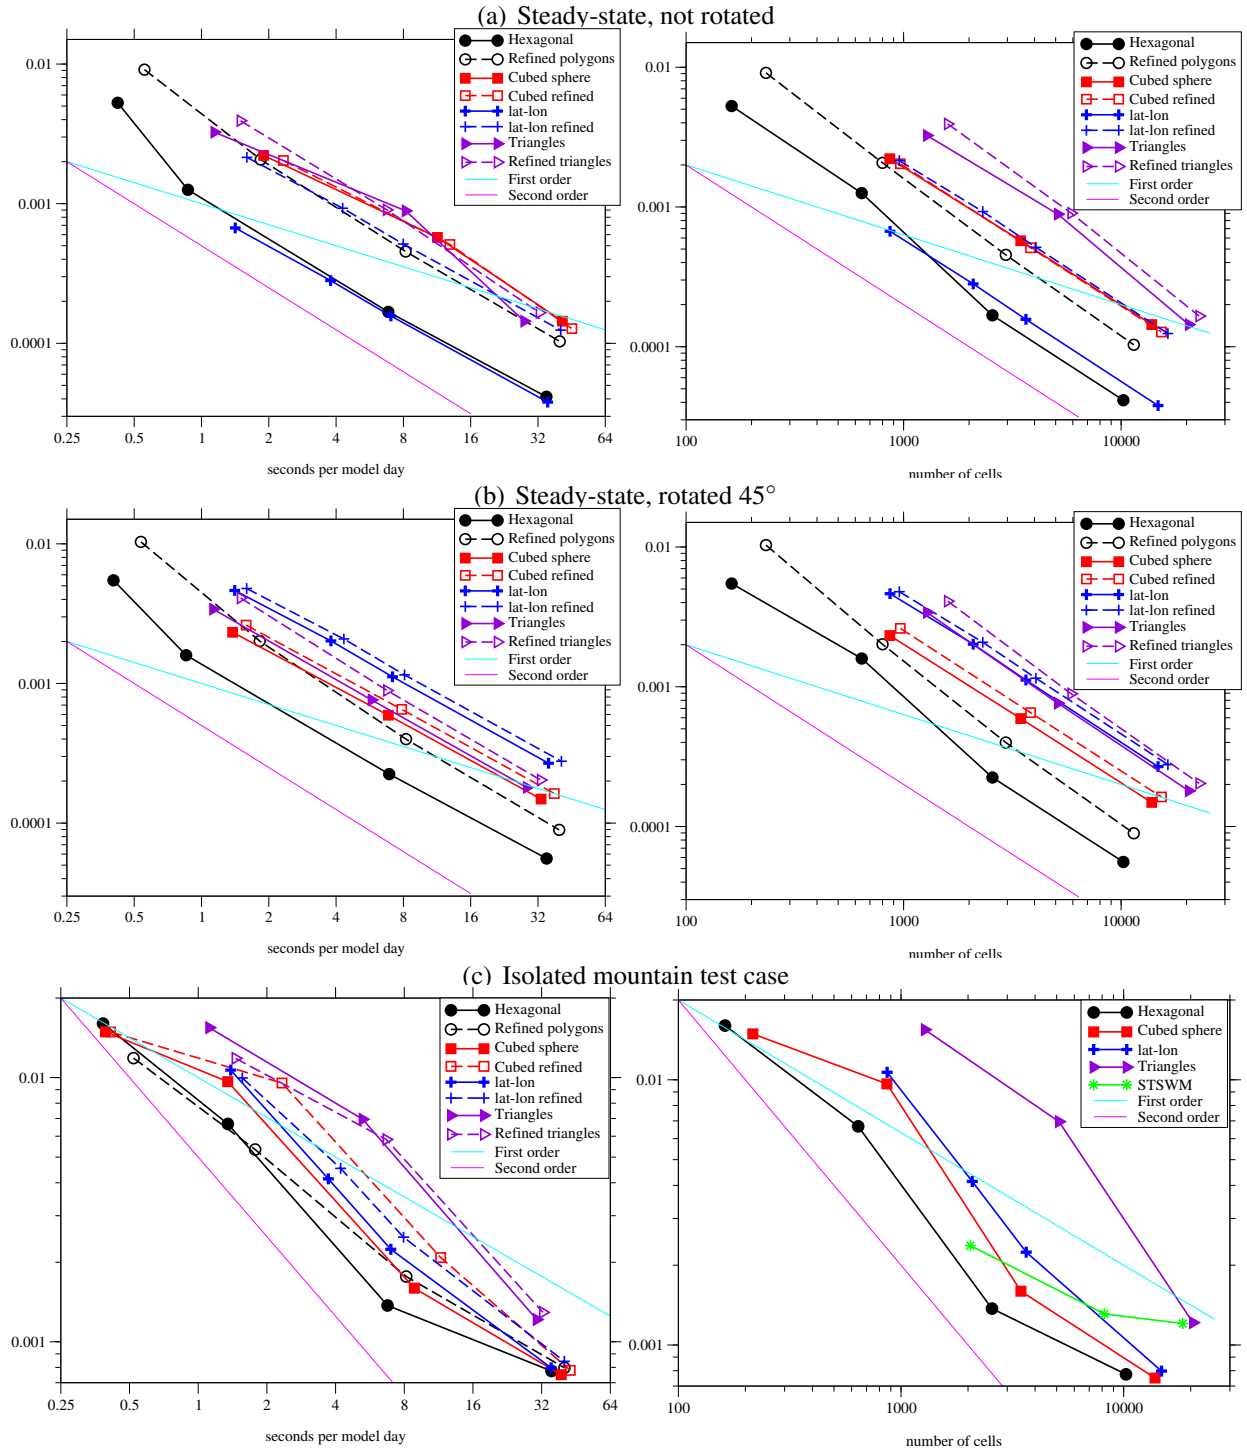 (a) Steady-state, not rotated
Hexagonal
Refined polygons
Cubed sphere
Cubed refined
lat-lon
lat-lon refined
Triangles
Refined triangles
First order
Second order
0.01
0.001
0.0001
0.25 0.5 1 2 4 8 16 32 64
seconds per model day
Hexagonal
Refined polygons
Cubed sphere
Cubed refined
lat-lon
lat-lon refined
Triangles
Refined triangles
First order
Second order
0.01
0.001
0.0001
100 1000 10000
number of cells
(b) Steady-state, rotated 45°
Hexagonal
Refined polygons
Cubed sphere
Cubed refined
lat-lon
lat-lon refined
Triangles
Refined triangles
First order
Second order
0.01
0.001
0.0001
0.25 0.5 1 2 4 8 16 32 64
seconds per model day
Hexagonal
Refined polygons
Cubed sphere
Cubed refined
lat-lon
lat-lon refined
Triangles
Refined triangles
First order
Second order
0.01
0.001
0.0001
100 1000 10000
number of cells
(c) Isolated mountain test case
Hexagonal
Refined polygons
Cubed sphere
Cubed refined
lat-lon
lat-lon refined
Triangles
Refined triangles
First order
Second order
0.01
0.001
0.25 0.5 1 2 4 8 16 32 64
seconds per model day
Hexagonal
Cubed sphere
lat-lon
Triangles
STSWM
First order
Second order
0.01
0.001
100 1000 10000
number of cells